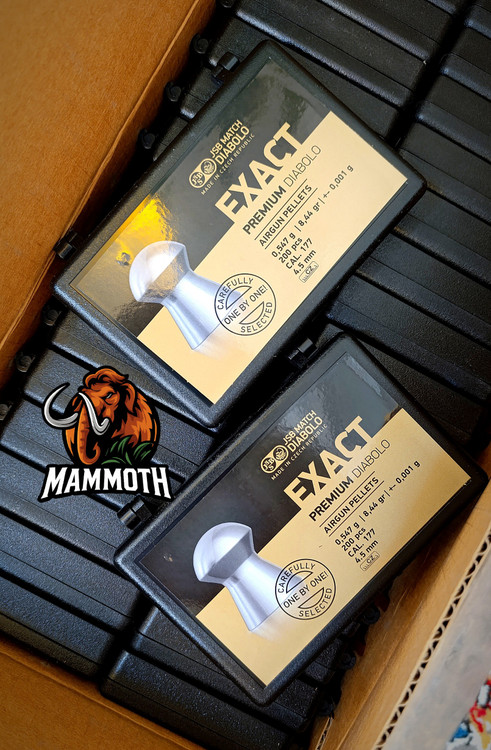 JSB MATCH
DIABOLO
MADE IN CZECH REPUBLIC
EXACT
PREMIUM DIABOLO
AIRGUN PELLETS
0,547 g | 8,44 gr | +- 0,001 g
200 pcs
CAL. 177
4.5 mm
CZ
CAREFULLY
ONE BY ONE!
SELECTED
MAMMOTH
JSB MATCH
DIABOLO
MADE IN CZECH REPUBLIC
EXACT
PREMIUM DIABOLO
AIRGUN PELLETS
0,547 g | 8,44 gr | +- 0,001 g
200 pcs
CAL. 177
4.5 mm
CZ
CAREFULLY
ONE BY ONE!
SELECTED